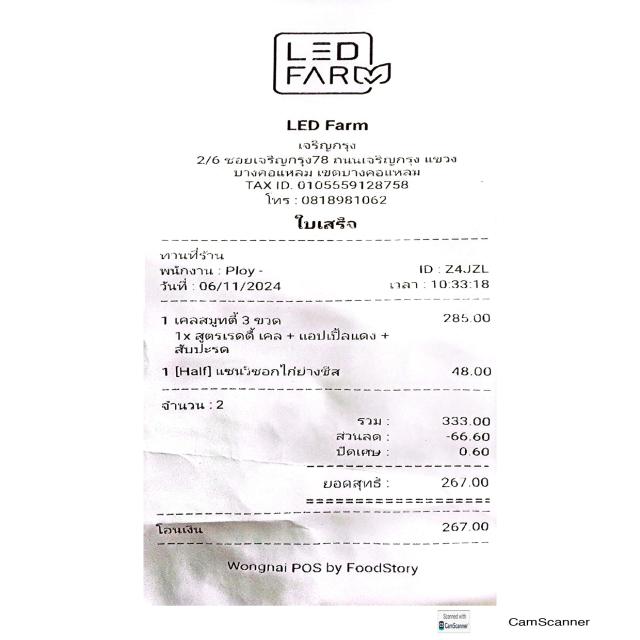 LED
FARM
LED Farm
เจริญกรุง
2/6 ซอยเจริญกรุง78 ถนนเจริญกรุง แขวง
บางคอแหลม เขตบางคอแหลม
TAX ID. 0105559128758
โทร : 0818981062
ใบเสร็จ
ทานที่ร้าน
พนักงาน : Ploy - ID : Z4JZL
วันที่ : 06/11/2024 เวลา : 10:33:18
1 เคลสมูทตี้ 3 ขวด 285.00
1x สูตรเรดดี้ เคล + แอปเปิ้ลแดง +
สับปะรด
1 [Half] แซนวิชอกไก่ย่างชีส 48.00
จำนวน : 2
รวม : 333.00
ส่วนลด : -66.60
ปัดเศษ : 0.60
ยอดสุทธิ : 267.00
โอนเงิน 267.00
Wongnai POS by FoodStory
Scanned with
CamScanner
CamScanner